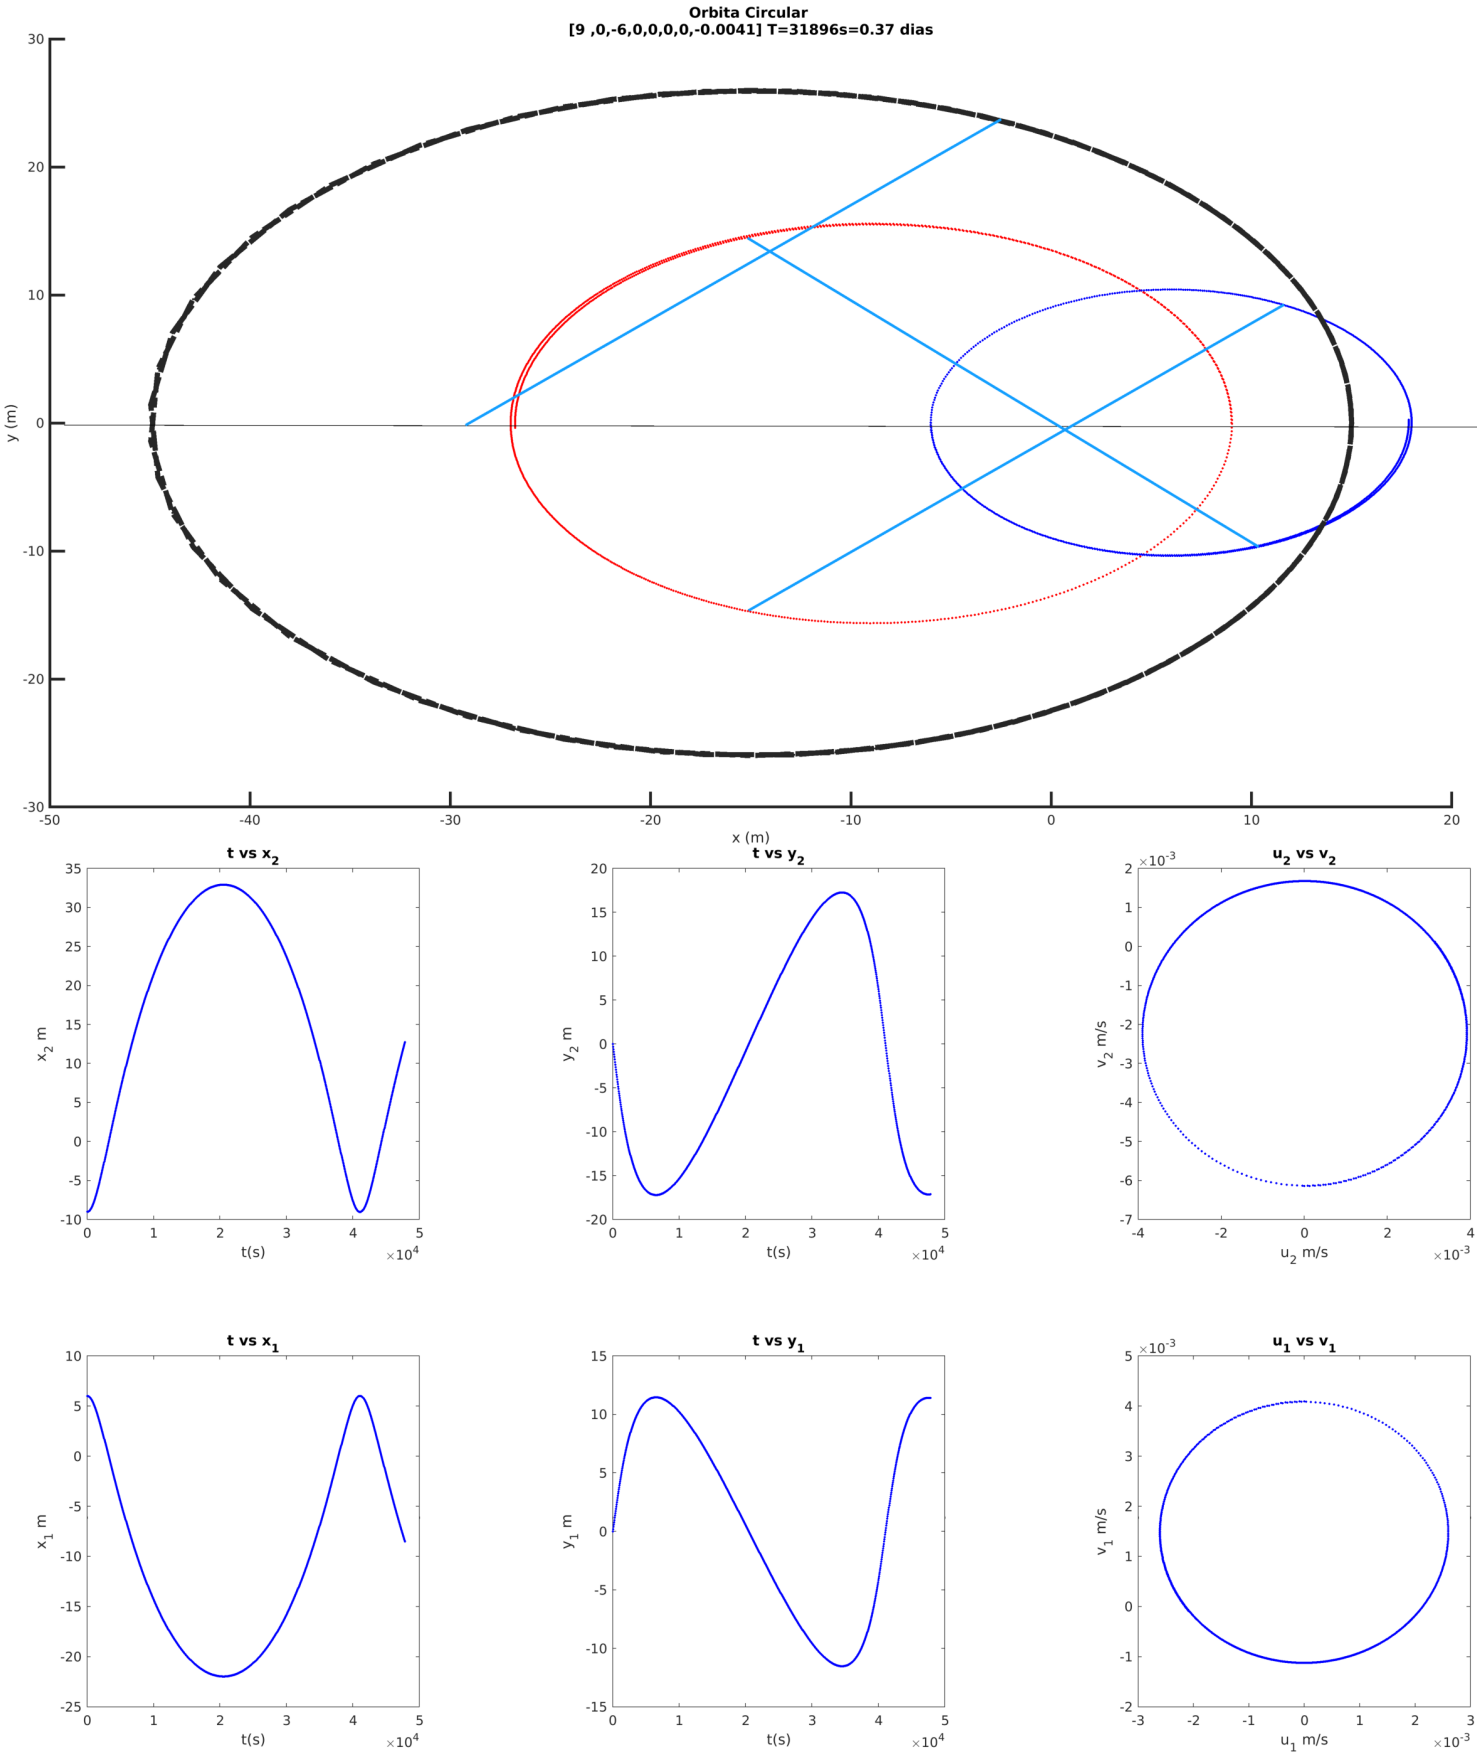 Orbita Circular
[9 ,0,-6,0,0,0,0,-0.0041] T=31896s=0.37 dias
30
20
10
0
-10
-20
-30
y (m)
-50 -40 -30 -20 -10 0 10 20
x (m)
t vs x2
35
30
25
20
15
10
5
0
-5
-10
x2 m
0 1 2 3 4 5
t(s) ×10^4
t vs y2
20
15
10
5
0
-5
-10
-15
-20
y2 m
0 1 2 3 4 5
t(s) ×10^4
u2 vs v2
×10^-3
2
1
0
-1
-2
-3
-4
-5
-6
-7
v2 m/s
-4 -2 0 2 4
u2 m/s ×10^-3
t vs x1
10
5
0
-5
-10
-15
-20
-25
x1 m
0 1 2 3 4 5
t(s) ×10^4
t vs y1
15
10
5
0
-5
-10
-15
y1 m
0 1 2 3 4 5
t(s) ×10^4
u1 vs v1
×10^-3
5
4
3
2
1
0
-1
-2
v1 m/s
-3 -2 -1 0 1 2 3
u1 m/s ×10^-3